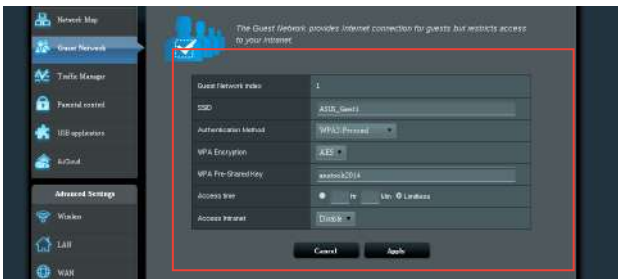 Network Map
The Guest Network provides Internet connection for guests but restricts access
to your Intranet.
Guest Network
Traffic Manager
Parental control
USB application
AiCloud
Advanced Settings
Wireless
LAN
WAN
Guest Network index
1
SSID
ASUS_Guest1
Authentication Method
WPA2-Personal
WPA Encryption
AES
WPA Pre-Shared Key
Access time
hr
Min
Limitless
Access Intranet
Disable
Cancel
Apply